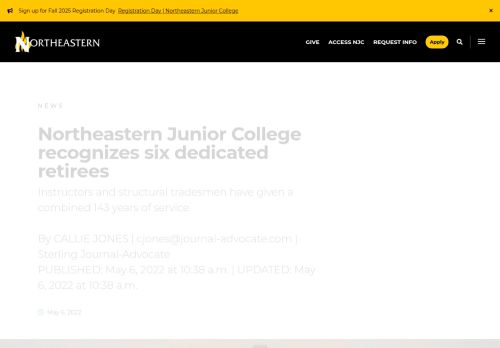 Sign up for Fall 2025 Registration Day Registration Day | Northeastern Junior College ×
NORTHEASTERN GIVE ACCESS NJC REQUEST INFO Apply
NEWS
Northeastern Junior College
recognizes six dedicated
retirees
Instructors and structural tradesmen have given a
combined 143 years of service
By CALLIE JONES | cjones@journal-advocate.com |
Sterling Journal-Advocate
PUBLISHED: May 6, 2022 at 10:38 a.m. | UPDATED: May
6, 2022 at 10:38 a.m.
May 6, 2022